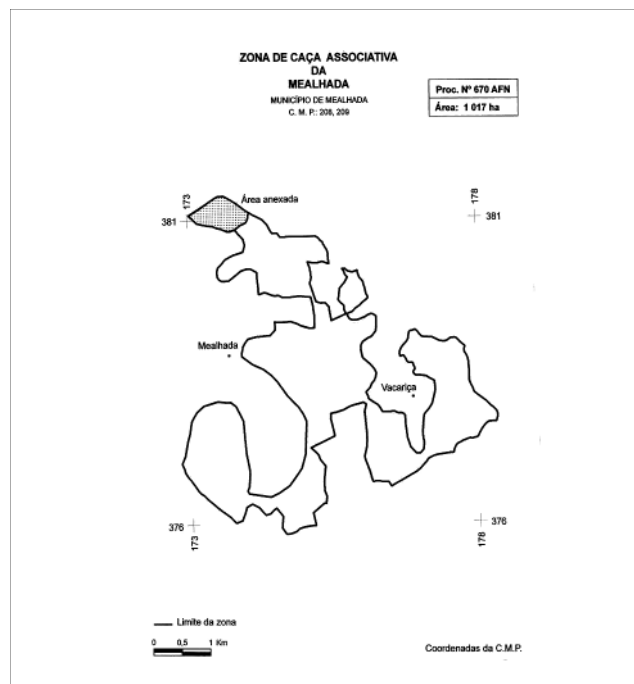 ZONA DE CAÇA ASSOCIATIVA
DA
MEALHADA
MUNICÍPIO DE MEALHADA
C. M. P.: 208, 209
Proc. Nº 670 AFN
Área: 1 017 ha
173
178
Área anexada
381
381
Mealhada
Vacariça
376
376
173
178
Limite da zona
0 0,5 1 Km
Coordenadas da C.M.P.